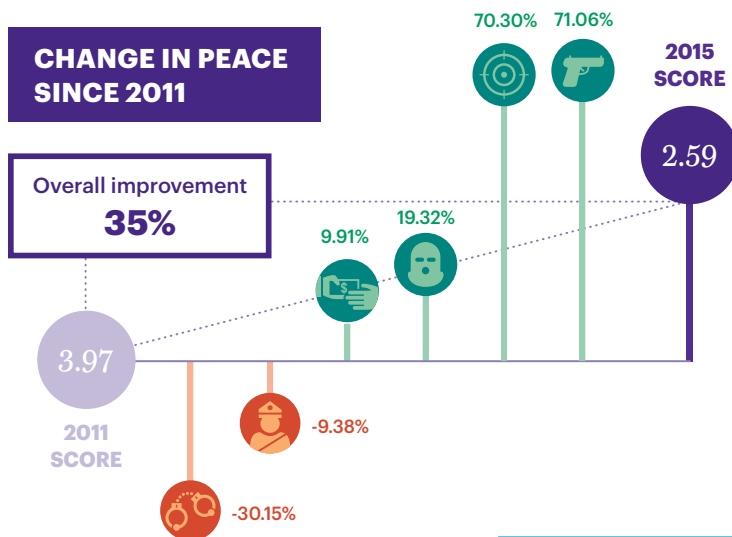 70.30% 71.06%
CHANGE IN PEACE
SINCE 2011
2015
SCORE
2.59
Overall improvement
35%
19.32%
9.91%
$
3.97
2011
SCORE
-9.38%
-30.15%